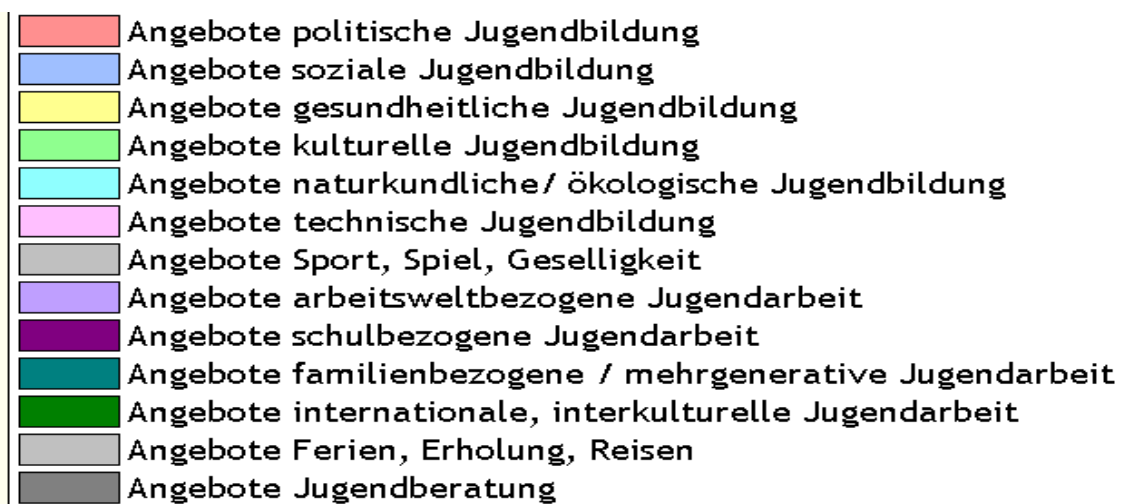 Angebote politische Jugendbildung
Angebote soziale Jugendbildung
Angebote gesundheitliche Jugendbildung
Angebote kulturelle Jugendbildung
Angebote naturkundliche/ ökologische Jugendbildung
Angebote technische Jugendbildung
Angebote Sport, Spiel, Geselligkeit
Angebote arbeitsweltbezogene Jugendarbeit
Angebote schulbezogene Jugendarbeit
Angebote familienbezogene / mehrgenerative Jugendarbeit
Angebote internationale, interkulturelle Jugendarbeit
Angebote Ferien, Erholung, Reisen
Angebote Jugendberatung